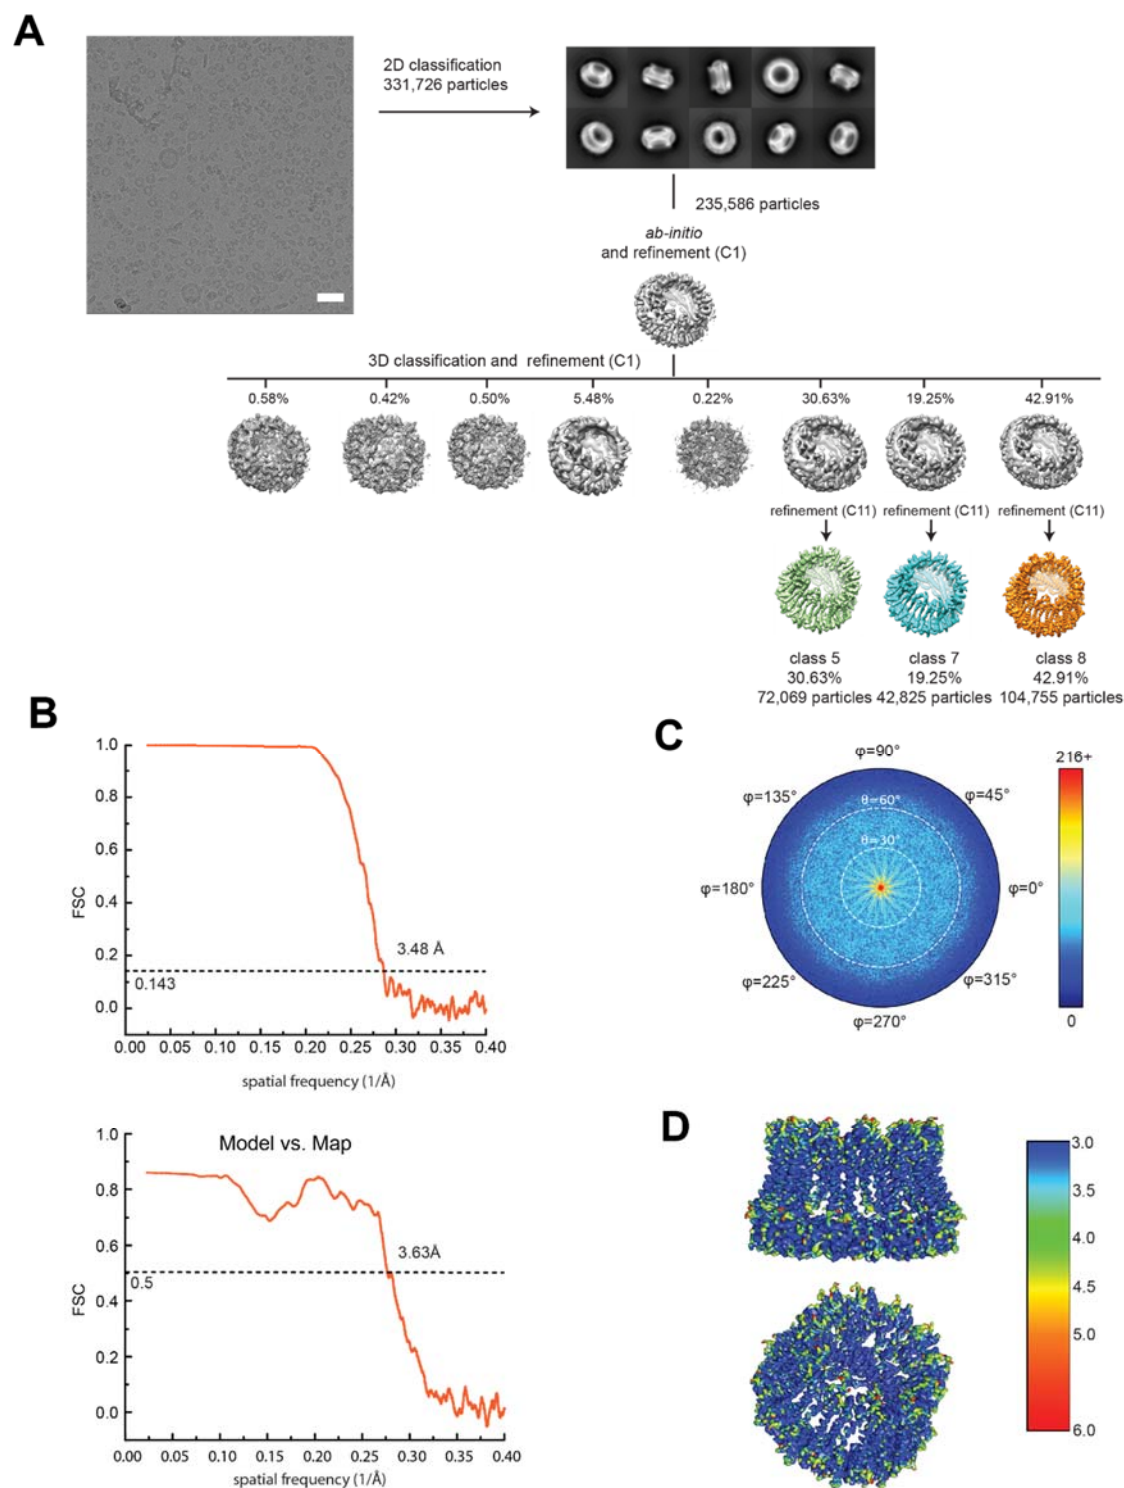 A
2D classification
331,726 particles
235,586 particles
ab-initio
and refinement (C1)
3D classification and refinement (C1)
0.58% 0.42% 0.50% 5.48% 0.22% 30.63% 19.25% 42.91%
refinement (C11) refinement (C11) refinement (C11)
class 5 class 7 class 8
30.63% 19.25% 42.91%
72,069 particles 42,825 particles 104,755 particles
B
1.0
0.8
0.6
0.4
0.2
0.0
FSC
3.48 Å
0.143
0.00 0.05 0.10 0.15 0.20 0.25 0.30 0.35 0.40
spatial frequency (1/Å)
Model vs. Map
1.0
0.8
0.6
0.4
0.2
0.0
FSC
3.63Å
0.5
0.00 0.05 0.10 0.15 0.20 0.25 0.30 0.35 0.40
spatial frequency (1/Å)
C
φ=90°
φ=135° φ=45°
θ=60°
θ=30°
φ=180° φ=0°
φ=225° φ=315°
φ=270°
216+
0
D
3.0
3.5
4.0
4.5
5.0
6.0